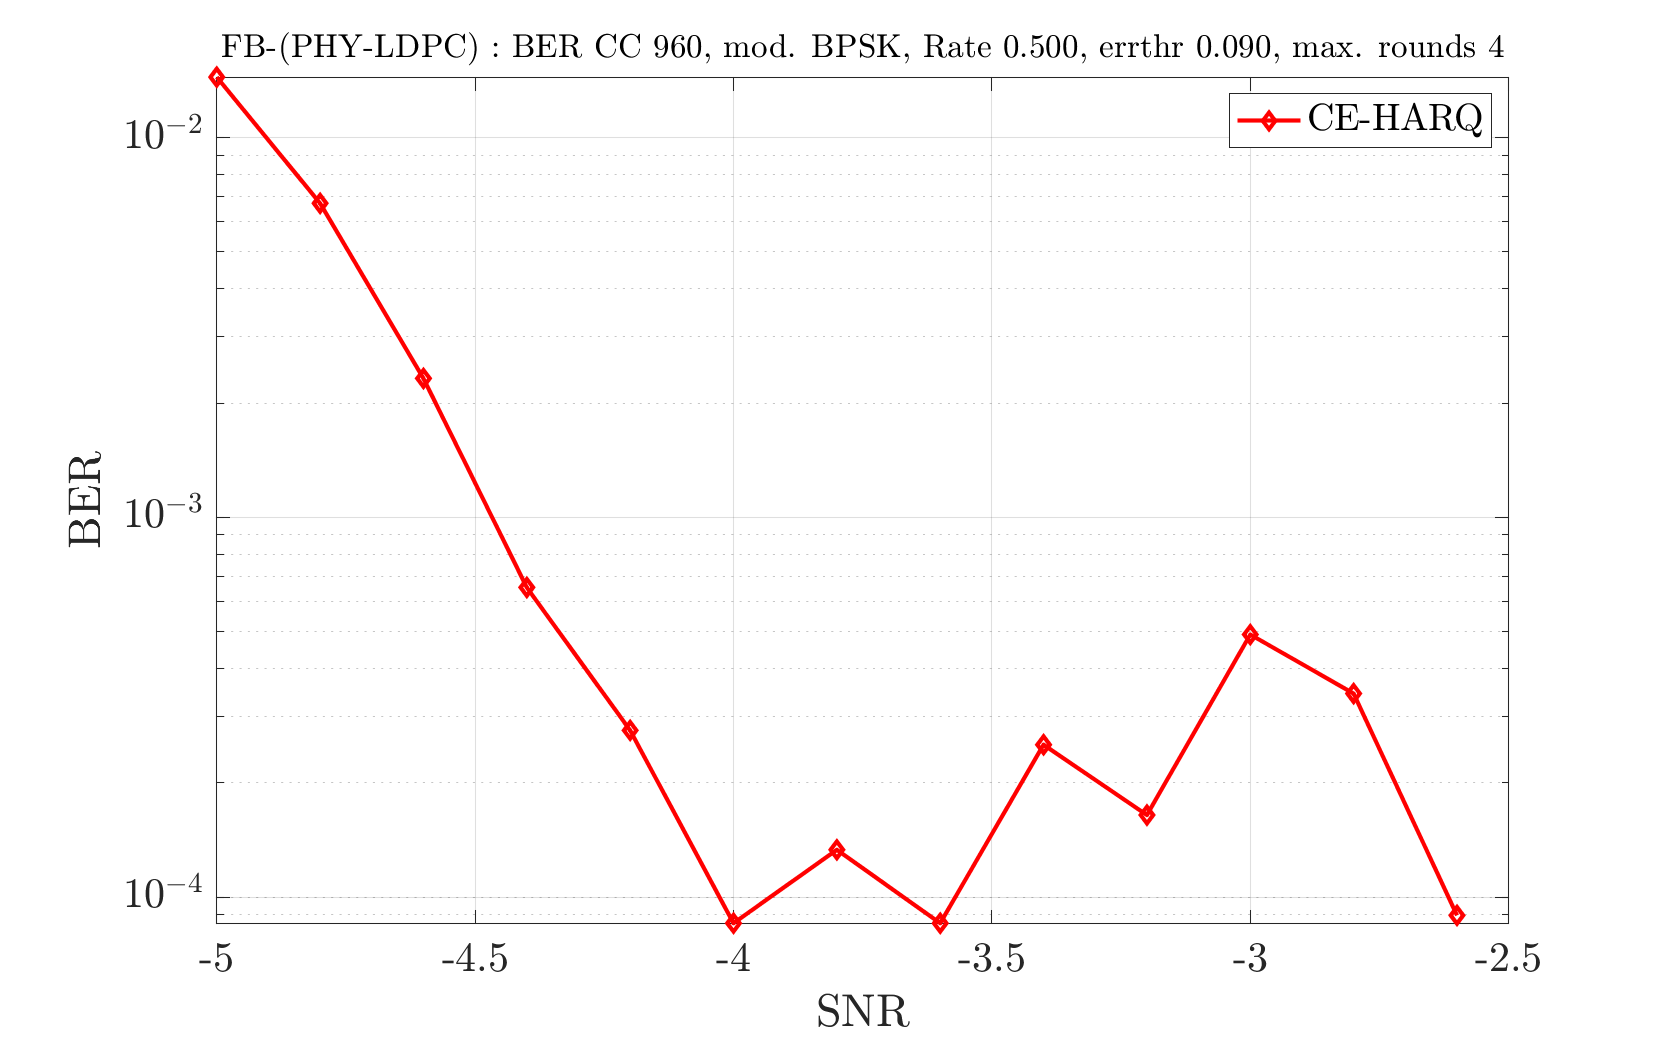 FB-(PHY-LDPC) : BER CC 960, mod. BPSK, Rate 0.500, errthr 0.090, max. rounds 4
CE-HARQ
10⁻²
10⁻³
10⁻⁴
BER
-5 -4.5 -4 -3.5 -3 -2.5
SNR